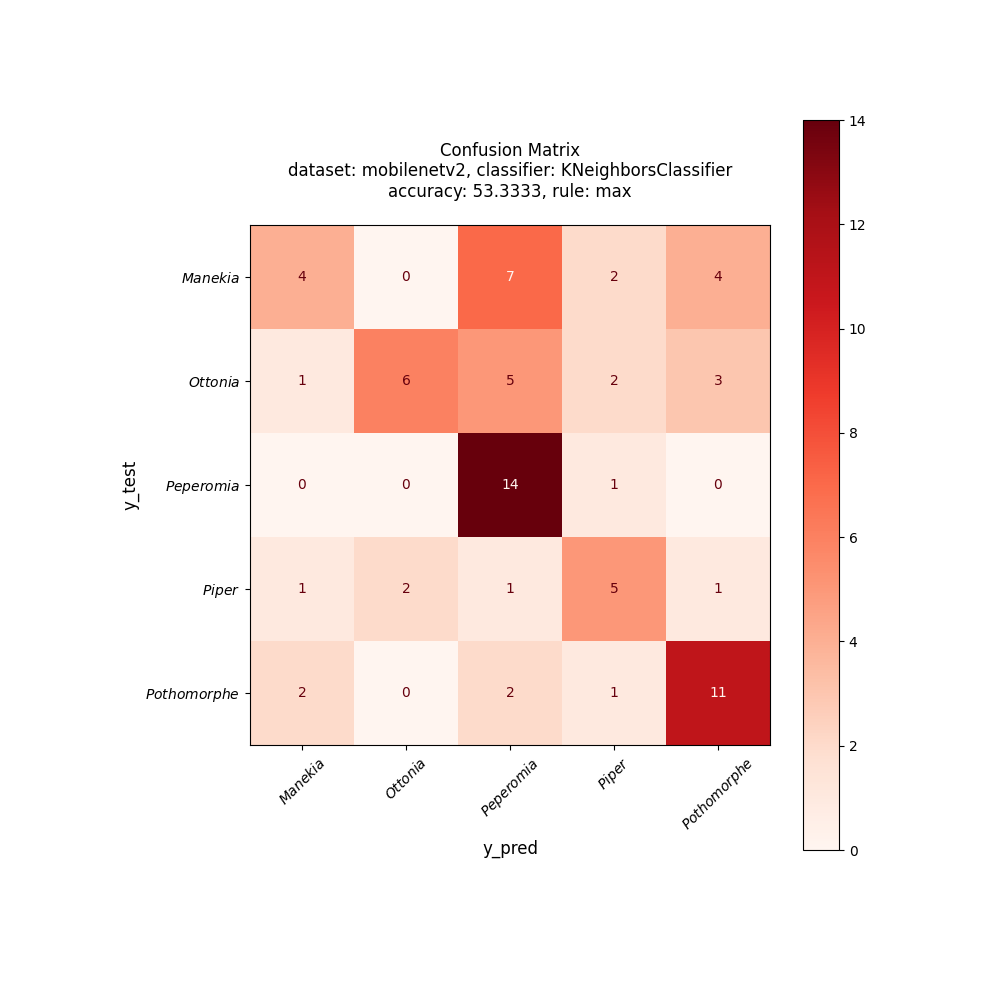 Confusion Matrix
dataset: mobilenetv2, classifier: KNeighborsClassifier
accuracy: 53.3333, rule: max
Manekia 4 0 7 2 4
Ottonia 1 6 5 2 3
Peperomia 0 0 14 1 0
Piper 1 2 1 5 1
Pothomorphe 2 0 2 1 11
Manekia Ottonia Peperomia Piper Pothomorphe
y_test
y_pred
14
12
10
8
6
4
2
0